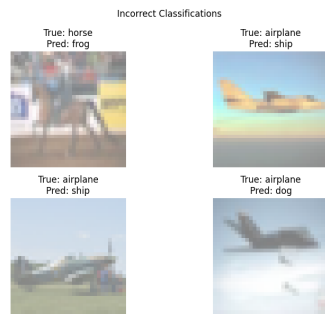 Incorrect Classifications
True: horse
Pred: frog
True: airplane
Pred: ship
True: airplane
Pred: ship
True: airplane
Pred: dog